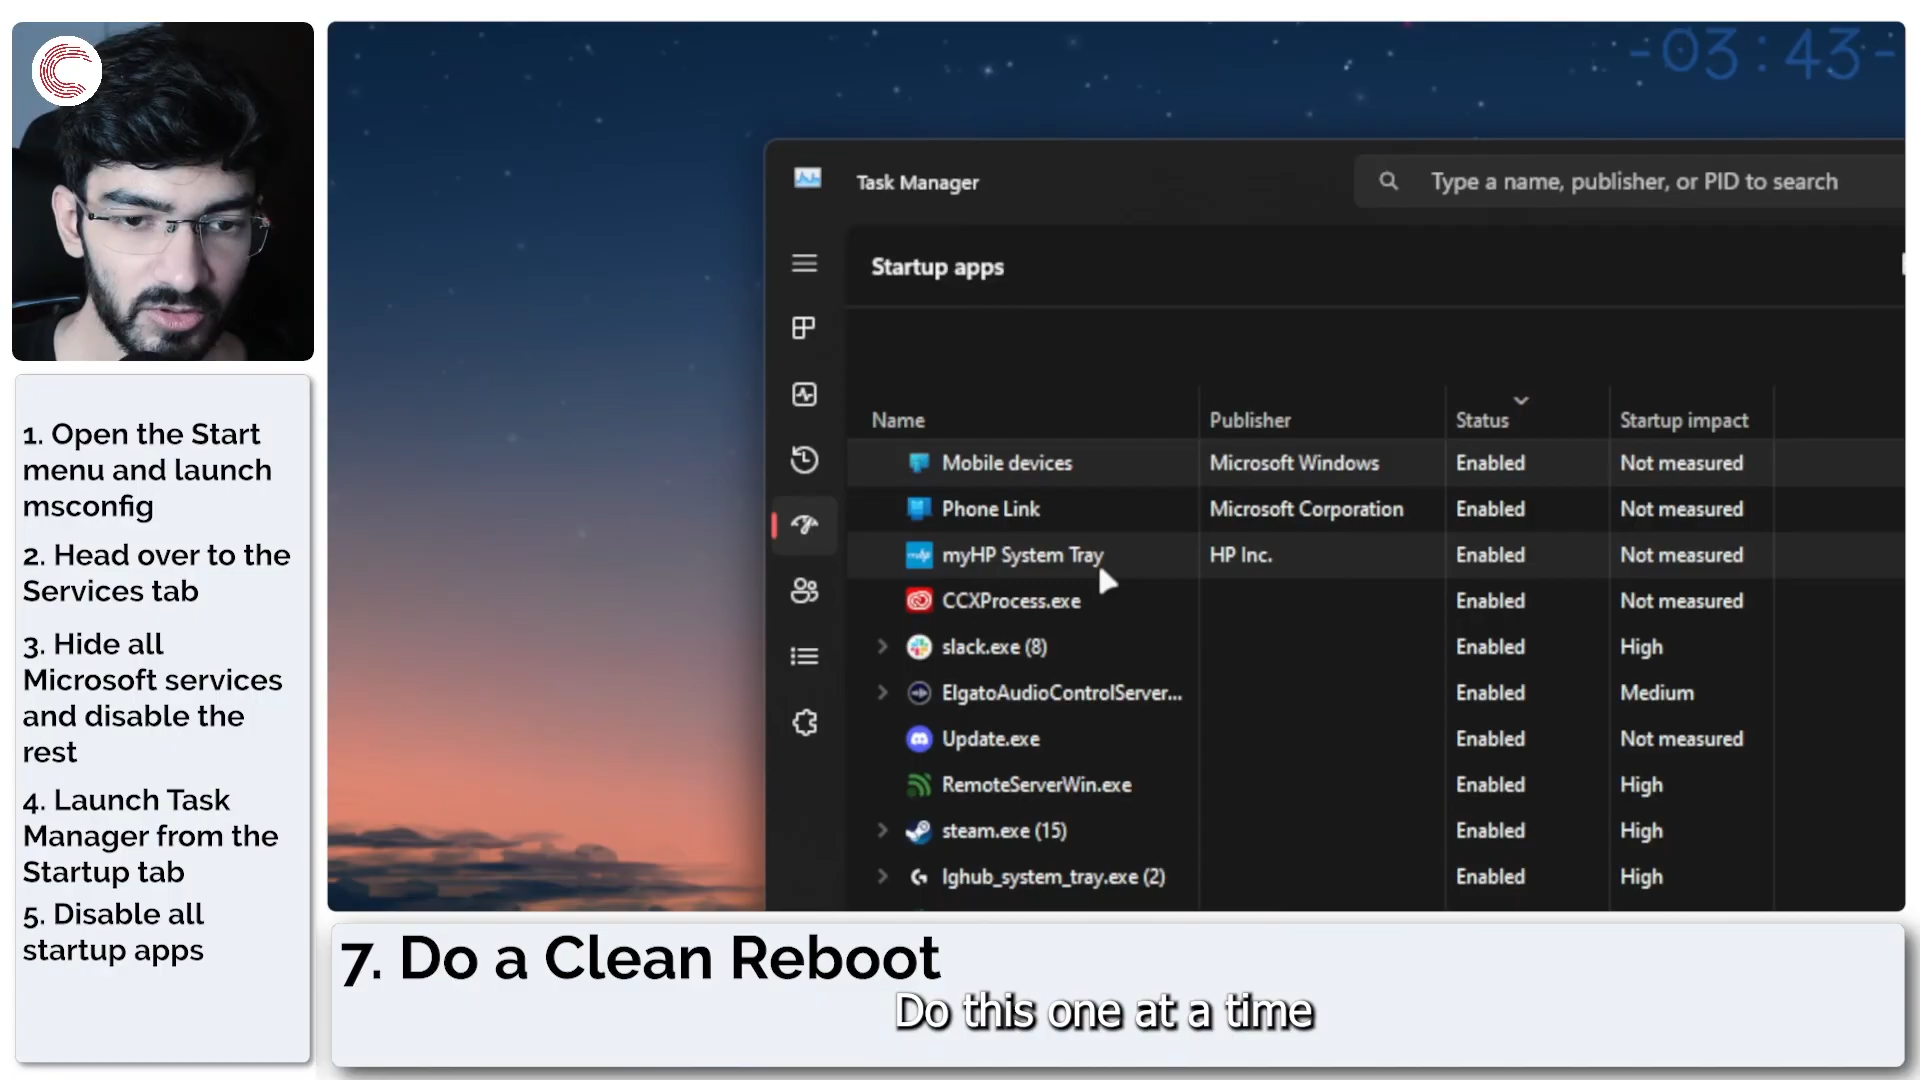 -03:43-
Task Manager
Type a name, publisher, or PID to search
Startup apps
Name Publisher Status Startup impact
Mobile devices Microsoft Windows Enabled Not measured
Phone Link Microsoft Corporation Enabled Not measured
myHP System Tray HP Inc. Enabled Not measured
CCXProcess.exe Enabled Not measured
slack.exe (8) Enabled High
ElgatoAudioControlServer... Enabled Medium
Update.exe Enabled Not measured
RemoteServerWin.exe Enabled High
steam.exe (15) Enabled High
lghub_system_tray.exe (2) Enabled High
1. Open the Start
menu and launch
msconfig
2. Head over to the
Services tab
3. Hide all
Microsoft services
and disable the
rest
4. Launch Task
Manager from the
Startup tab
5. Disable all
startup apps
7. Do a Clean Reboot
Do this one at a time